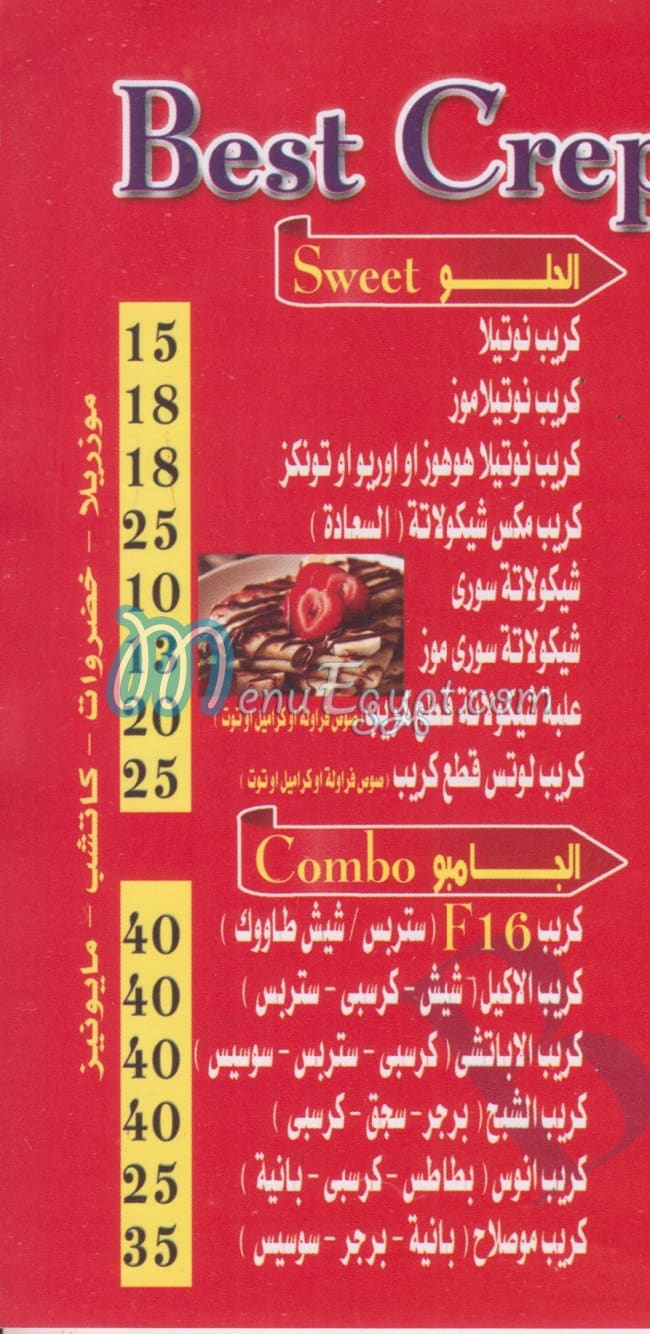 Best Crep
الحلو Sweet
كريب نوتيلا 15
كريب نوتيلا موز 18
كريب نوتيلا هوهوز او اوريو او تونكز 18
كريب مكس شيكولاتة ( السعادة ) 25
شيكولاتة سورى 10
شيكولاتة سورى موز 13
علبة شيكولاتة قطع كريب (صوص فراولة او كراميل او توت ) 20
كريب لوتس قطع كريب (صوص فراولة او كراميل او توت ) 25
MenuEgypt.com
الجامبو Combo
كريب F16 (ستربس / شيش طاووك ) 40
كريب الاكيل ( شيش - كرسبى - ستربس ) 40
كريب الاباتشى ( كرسبى - ستربس - سوسيس ) 40
كريب الشبح ( برجر - سجق - كرسبى ) 40
كريب انوس ( بطاطس - كرسبى - بانية ) 25
كريب موصلاح ( بانية - برجر - سوسيس ) 35
موزريلا - خضروات - كاتشب - مايونيز